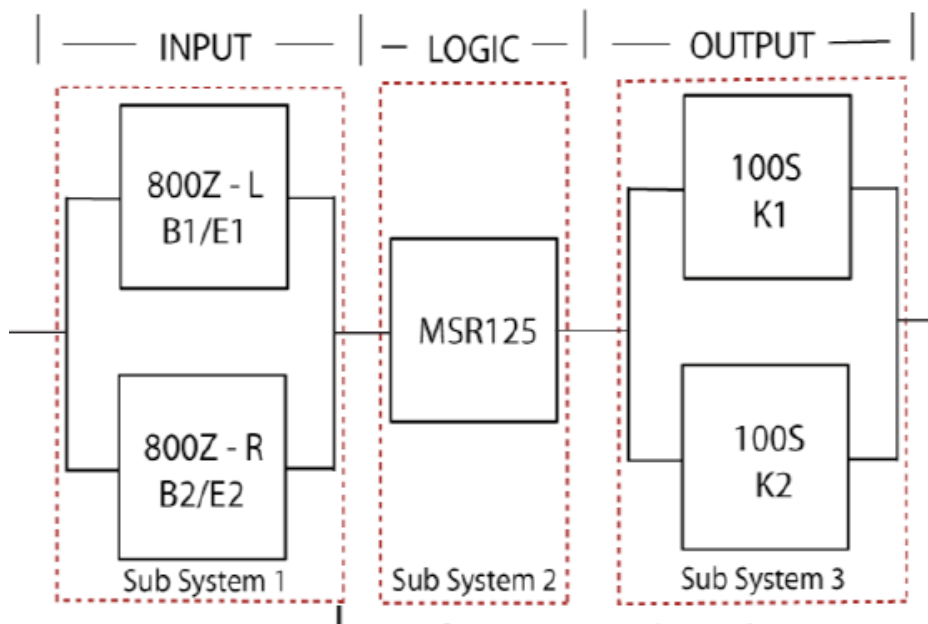 INPUT
LOGIC
OUTPUT
800Z - L
B1/E1
800Z - R
B2/E2
Sub System 1
MSR125
Sub System 2
100S
K1
100S
K2
Sub System 3